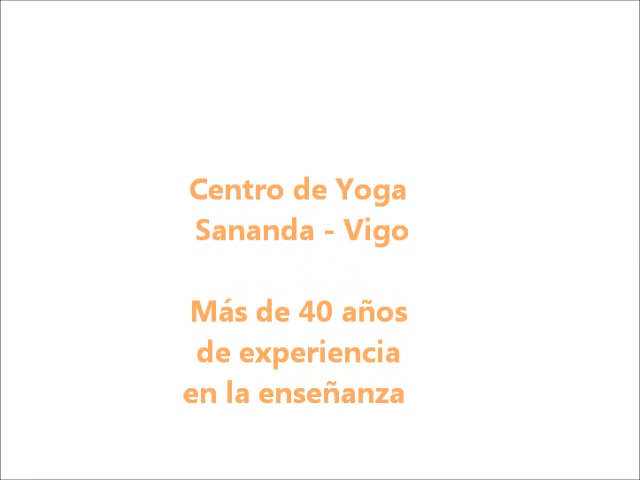 Centro de Yoga
Sananda - Vigo
Más de 40 años
de experiencia
en la enseñanza